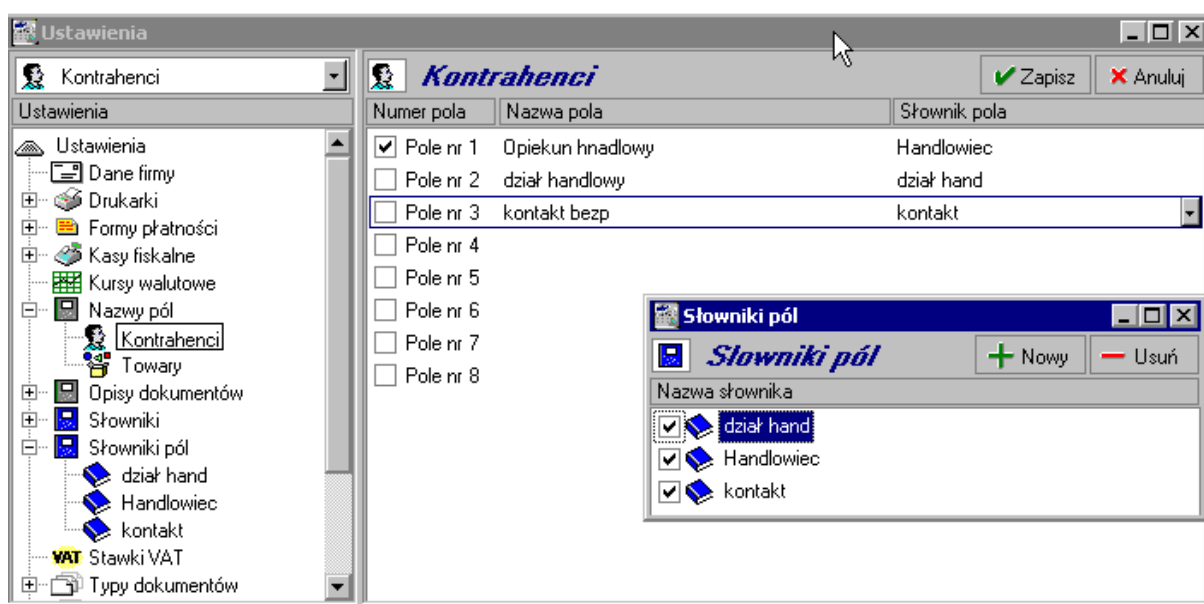 Ustawienia
Kontrahenci
Ustawienia
Ustawienia
Dane firmy
Drukarki
Formy płatności
Kasy fiskalne
Kursy walutowe
Nazwy pól
Kontrahenci
Towary
Opisy dokumentów
Słowniki
Słowniki pól
dział hand
Handlowiec
kontakt
VAT Stawki VAT
Typy dokumentów
Kontrahenci Zapisz Anuluj
Numer pola Nazwa pola Słownik pola
Pole nr 1 Opiekun hnadlowy Handlowiec
Pole nr 2 dział handlowy dział hand
Pole nr 3 kontakt bezp kontakt
Pole nr 4
Pole nr 5
Pole nr 6
Pole nr 7
Pole nr 8
Słowniki pól
Słowniki pól Nowy Usuń
Nazwa słownika
dział hand
Handlowiec
kontakt